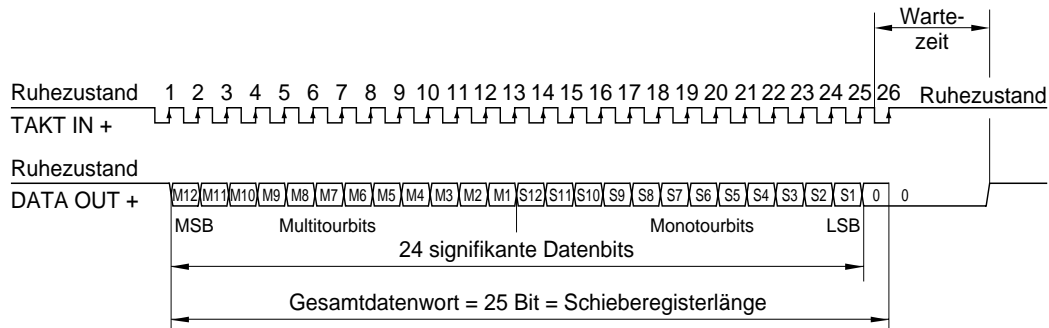 Warte-
zeit
Ruhezustand 1 2 3 4 5 6 7 8 9 10 11 12 13 14 15 16 17 18 19 20 21 22 23 24 25 26 Ruhezustand
TAKT IN +
Ruhezustand
DATA OUT + M12 M11 M10 M9 M8 M7 M6 M5 M4 M3 M2 M1 S12 S11 S10 S9 S8 S7 S6 S5 S4 S3 S2 S1 0 0
MSB Multitourbits Monotourbits LSB
24 signifikante Datenbits
Gesamtdatenwort = 25 Bit = Schieberegisterlänge